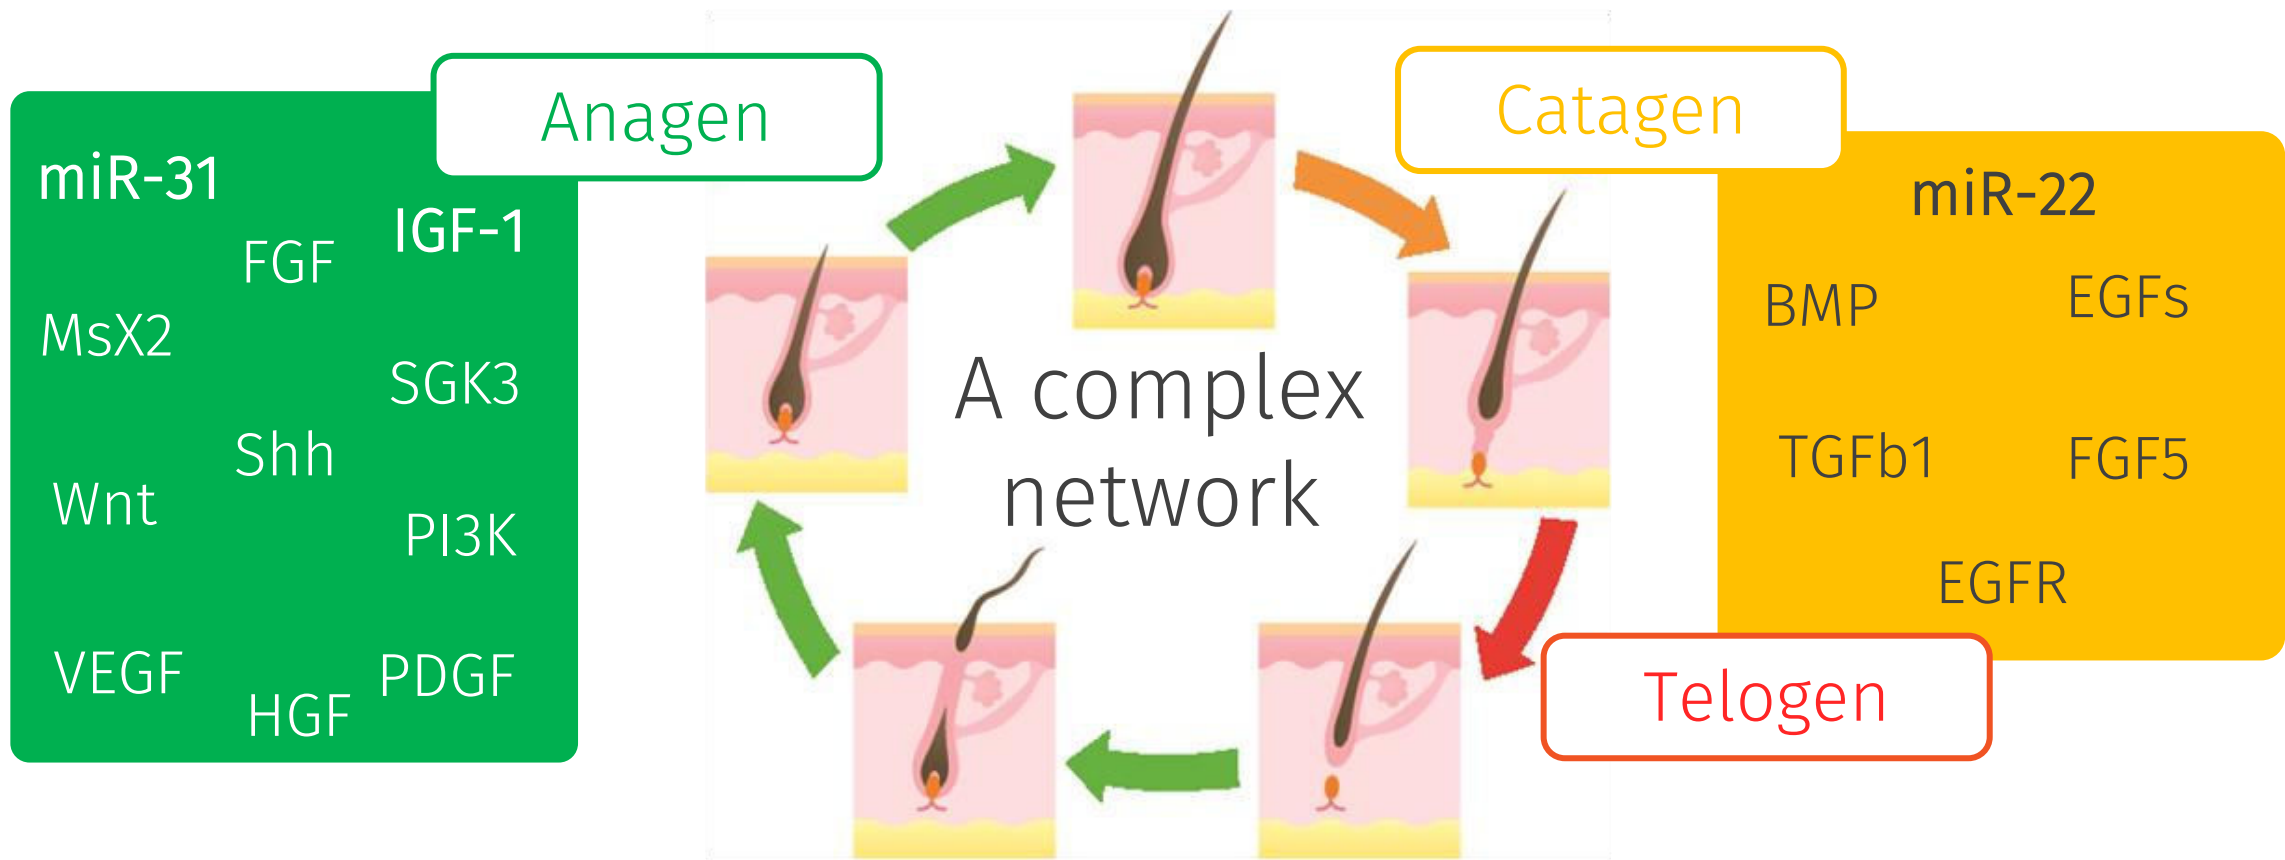 Anagen
miR-31
IGF-1
FGF
MsX2
SGK3
Shh
Wnt
PI3K
VEGF
PDGF
HGF
A complex
network
Catagen
miR-22
BMP
EGFs
TGFb1
FGF5
EGFR
Telogen